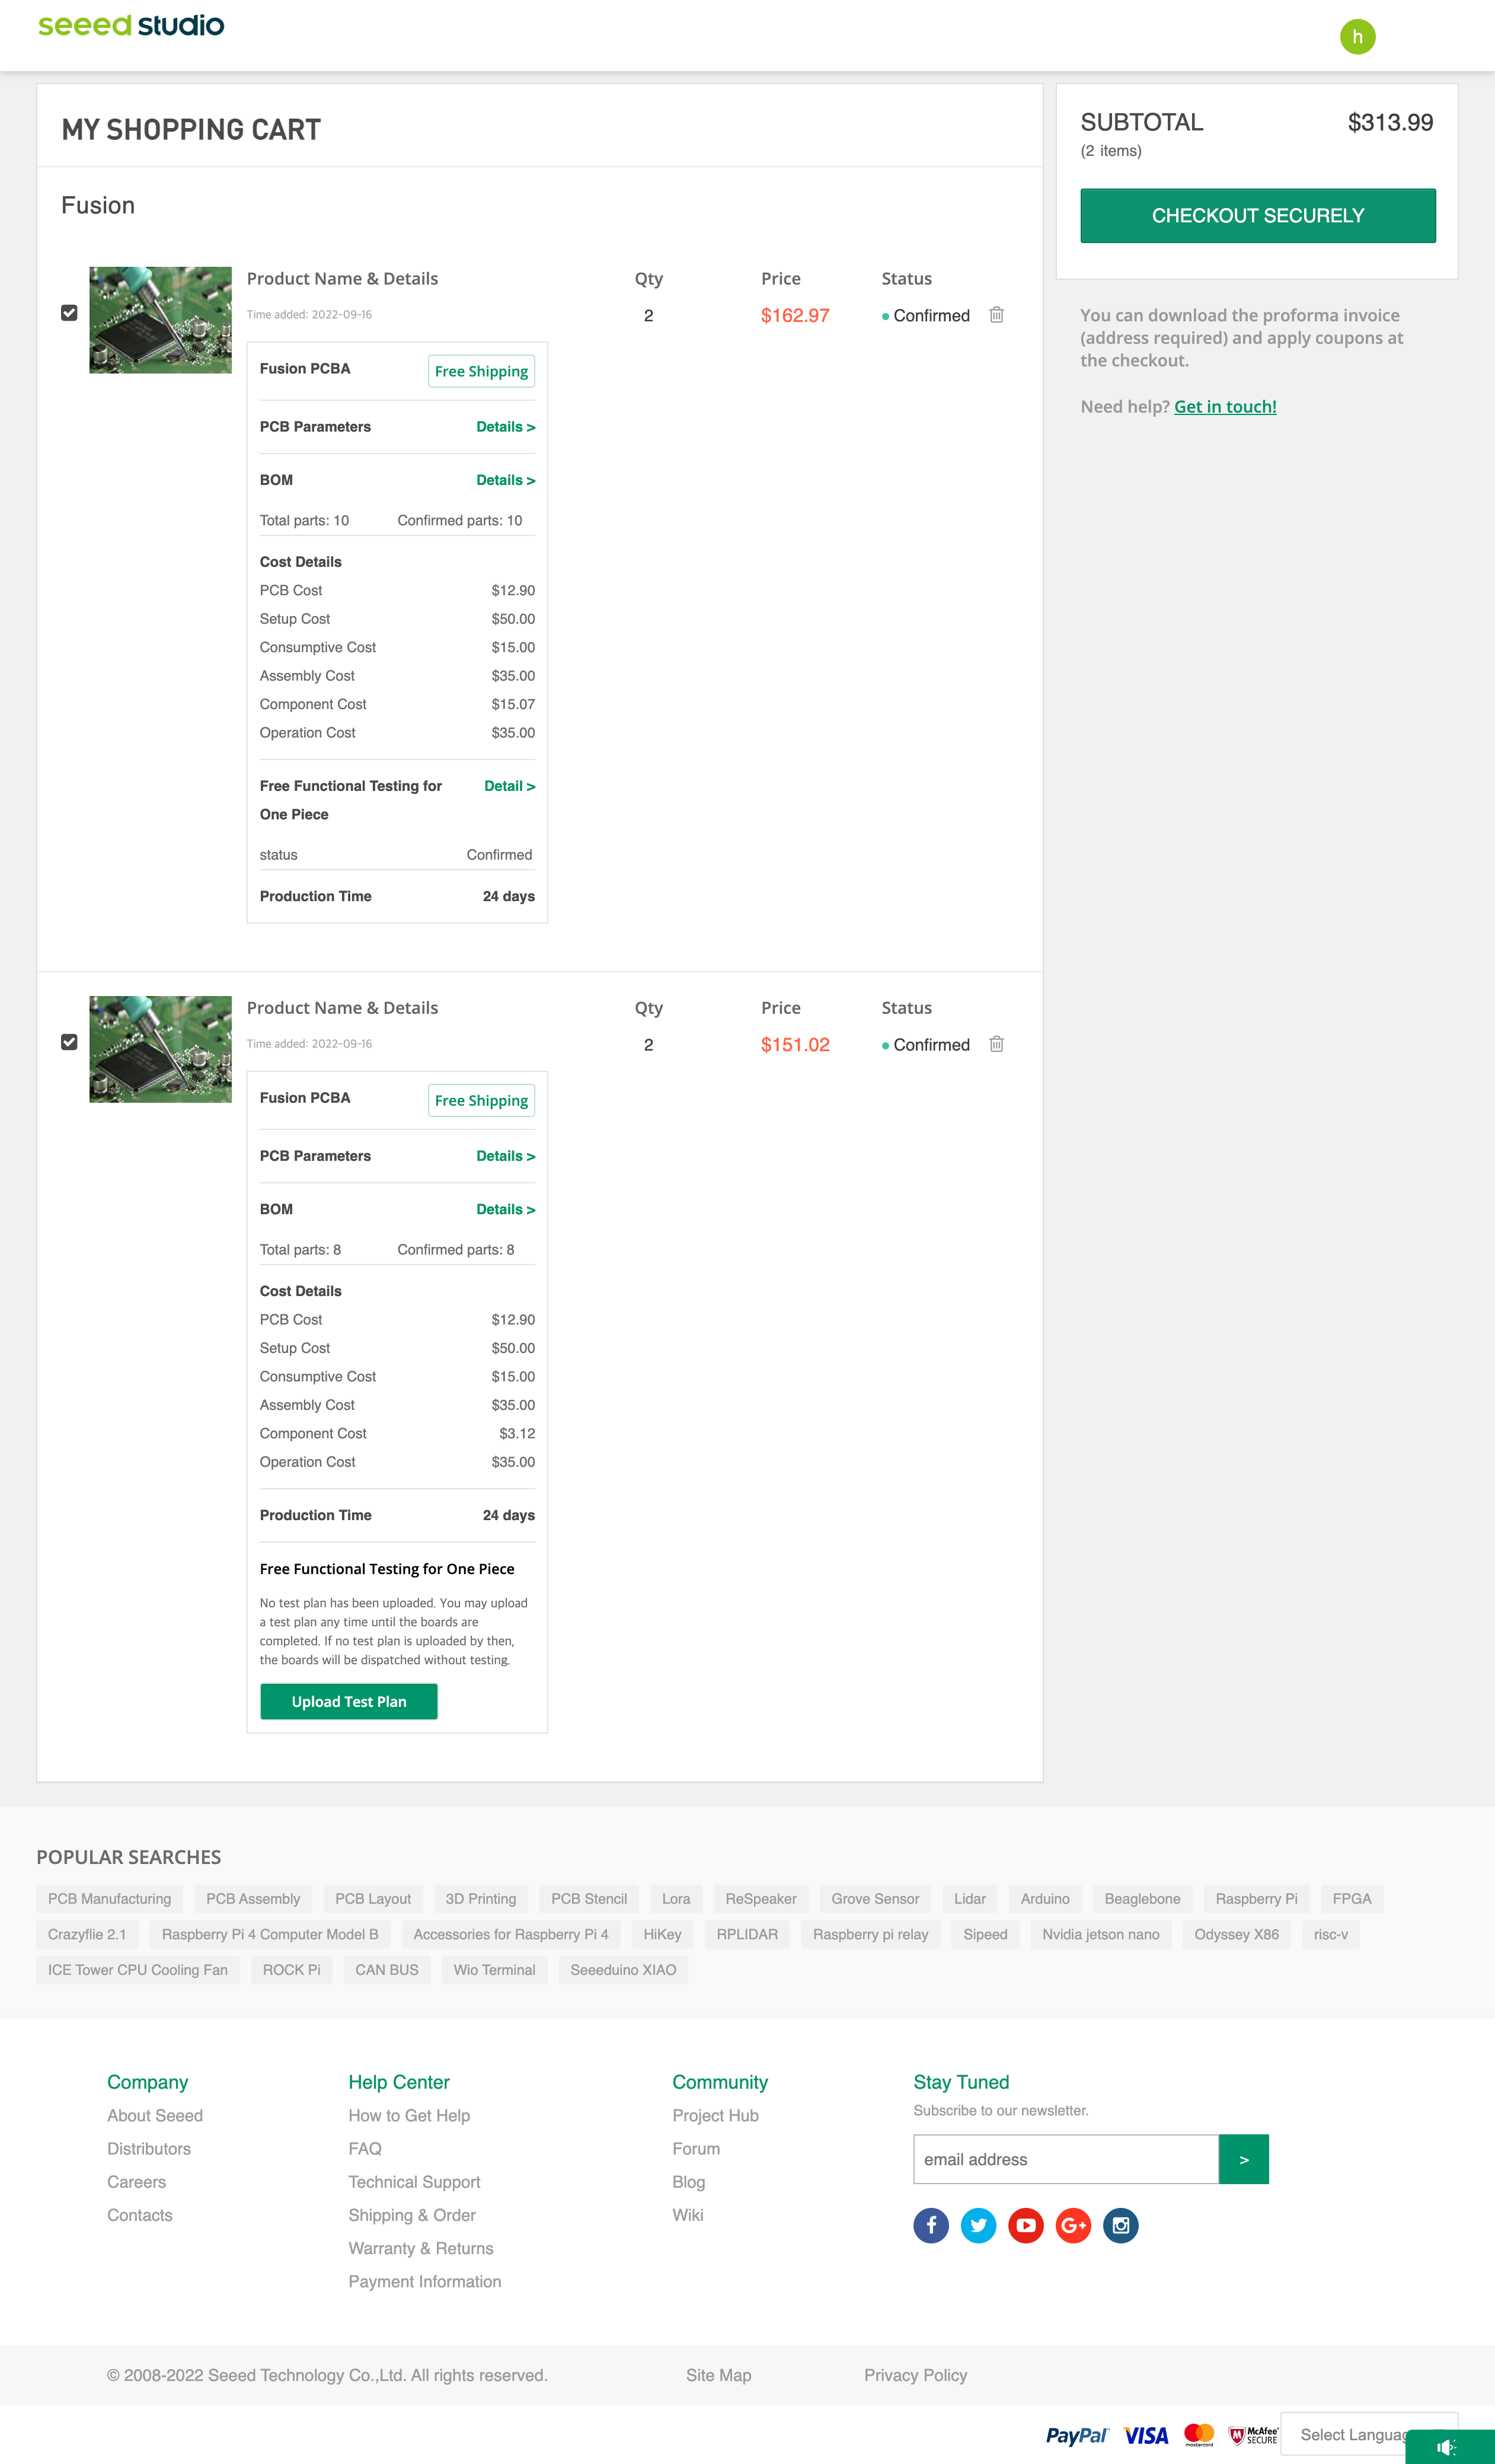 seeed studio
h
MY SHOPPING CART
Fusion
Product Name & Details Qty Price Status
Time added: 2022-09-16 2 $162.97 Confirmed
Fusion PCBA Free Shipping
PCB Parameters Details >
BOM Details >
Total parts: 10 Confirmed parts: 10
Cost Details
PCB Cost $12.90
Setup Cost $50.00
Consumptive Cost $15.00
Assembly Cost $35.00
Component Cost $15.07
Operation Cost $35.00
Free Functional Testing for Detail >
One Piece
status Confirmed
Production Time 24 days
Product Name & Details Qty Price Status
Time added: 2022-09-16 2 $151.02 Confirmed
Fusion PCBA Free Shipping
PCB Parameters Details >
BOM Details >
Total parts: 8 Confirmed parts: 8
Cost Details
PCB Cost $12.90
Setup Cost $50.00
Consumptive Cost $15.00
Assembly Cost $35.00
Component Cost $3.12
Operation Cost $35.00
Production Time 24 days
Free Functional Testing for One Piece
No test plan has been uploaded. You may upload
a test plan any time until the boards are
completed. If no test plan is uploaded by then,
the boards will be dispatched without testing.
Upload Test Plan
SUBTOTAL $313.99
(2 items)
CHECKOUT SECURELY
You can download the proforma invoice
(address required) and apply coupons at
the checkout.
Need help? Get in touch!
POPULAR SEARCHES
PCB Manufacturing PCB Assembly PCB Layout 3D Printing PCB Stencil Lora ReSpeaker Grove Sensor Lidar Arduino Beaglebone Raspberry Pi FPGA
Crazyflie 2.1 Raspberry Pi 4 Computer Model B Accessories for Raspberry Pi 4 HiKey RPLIDAR Raspberry pi relay Sipeed Nvidia jetson nano Odyssey X86 risc-v
ICE Tower CPU Cooling Fan ROCK Pi CAN BUS Wio Terminal Seeeduino XIAO
Company
About Seeed
Distributors
Careers
Contacts
Help Center
How to Get Help
FAQ
Technical Support
Shipping & Order
Warranty & Returns
Payment Information
Community
Project Hub
Forum
Blog
Wiki
Stay Tuned
Subscribe to our newsletter.
email address >
© 2008-2022 Seeed Technology Co.,Ltd. All rights reserved. Site Map Privacy Policy
PayPal VISA mastercard McAfee SECURE Select Languag